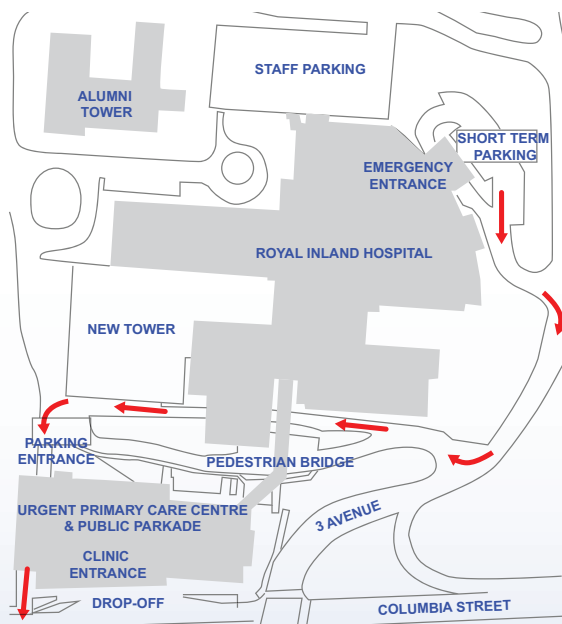 STAFF PARKING
ALUMNI
TOWER
SHORT TERM
PARKING
EMERGENCY
ENTRANCE
ROYAL INLAND HOSPITAL
NEW TOWER
PARKING
ENTRANCE
PEDESTRIAN BRIDGE
URGENT PRIMARY CARE CENTRE
& PUBLIC PARKADE
3 AVENUE
CLINIC
ENTRANCE
DROP-OFF
COLUMBIA STREET